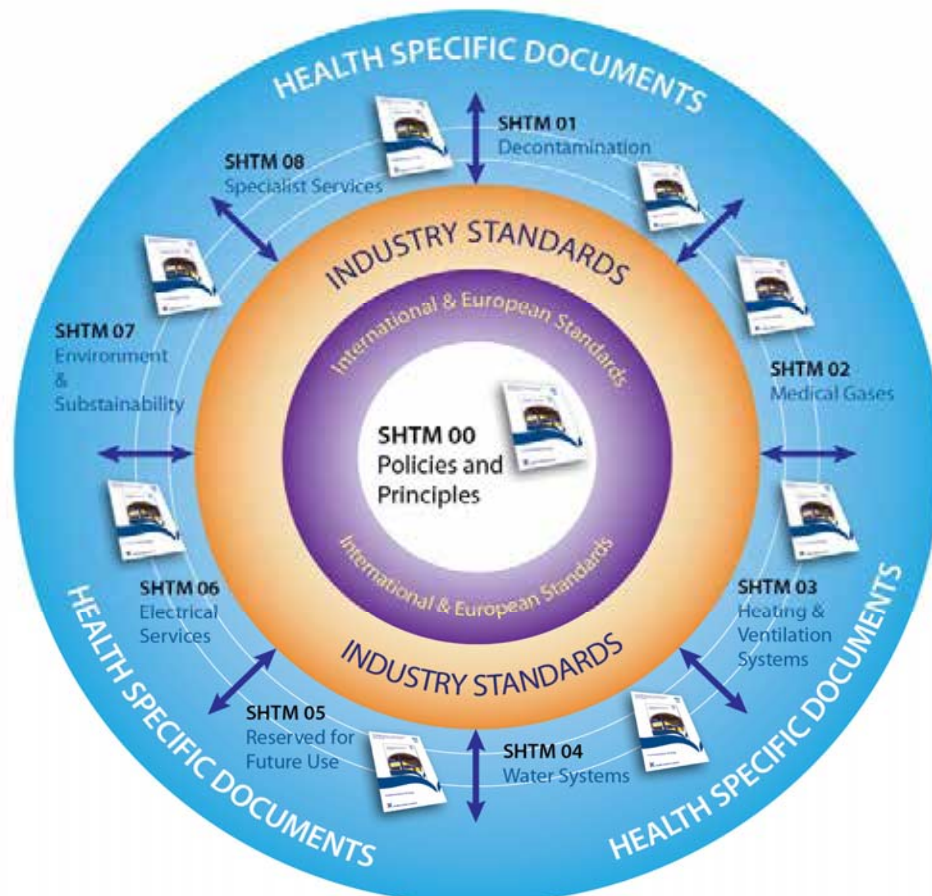 HEALTH SPECIFIC DOCUMENTS
SHTM 01
Decontamination
SHTM 02
Medical Gases
SHTM 03
Heating &
Ventilation
Systems
SHTM 04
Water Systems
SHTM 05
Reserved for
Future Use
SHTM 06
Electrical
Services
SHTM 07
Environment
&
Substainability
SHTM 08
Specialist Services
INDUSTRY STANDARDS
International & European Standards
SHTM 00
Policies and
Principles
International & European Standards
INDUSTRY STANDARDS
HEALTH SPECIFIC DOCUMENTS
HEALTH SPECIFIC DOCUMENTS